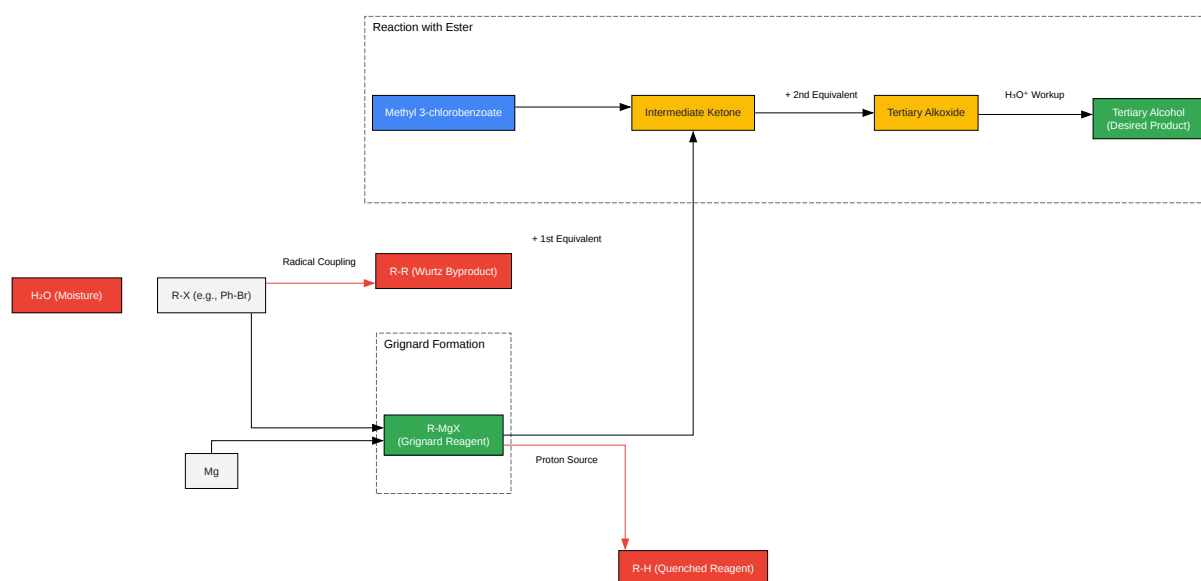 Reaction with Ester
+ 2nd Equivalent
H₃O⁺ Workup
Methyl 3-chlorobenzoate
Intermediate Ketone
Tertiary Alkoxide
Tertiary Alcohol
(Desired Product)
+ 1st Equivalent
Radical Coupling
R-R (Wurtz Byproduct)
H₂O (Moisture)
R-X (e.g., Ph-Br)
Grignard Formation
R-MgX
(Grignard Reagent)
Proton Source
Mg
R-H (Quenched Reagent)